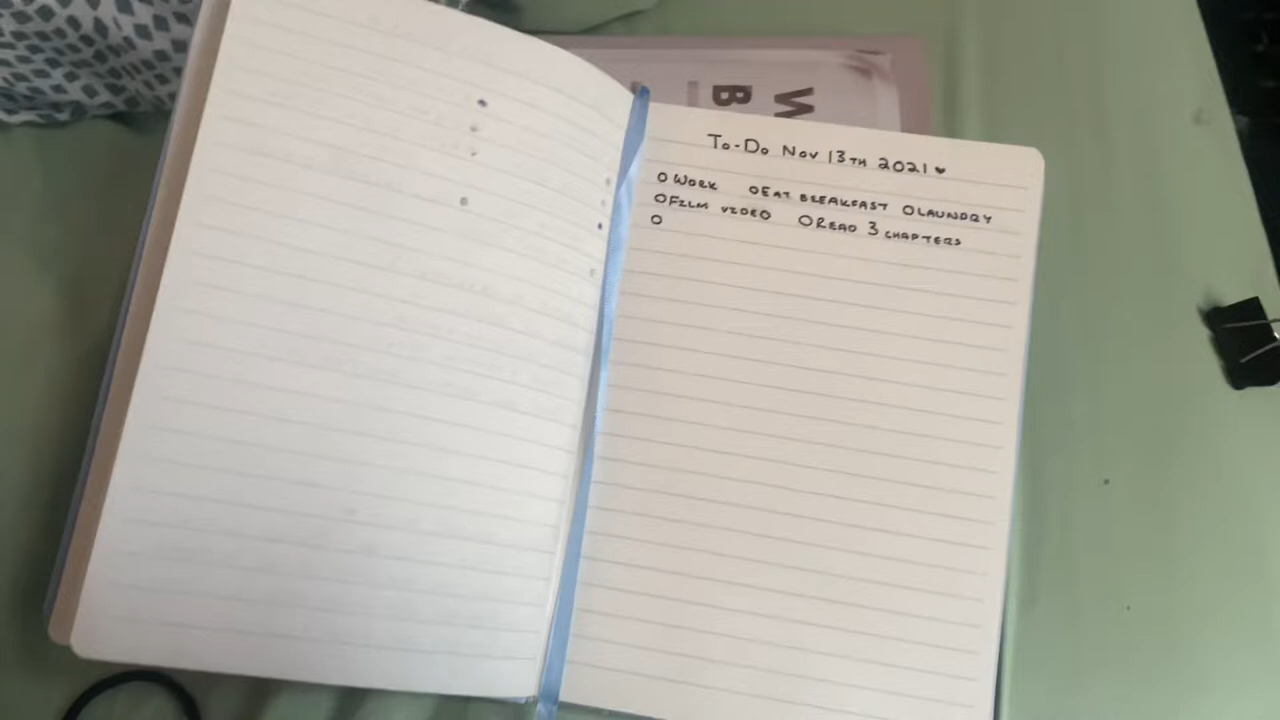 W
B
To-Do Nov 13TH 2021 ♥
O WORK O EAT BREAKFAST O LAUNDRY
O FILM VIDEO O READ 3 CHAPTERS
O